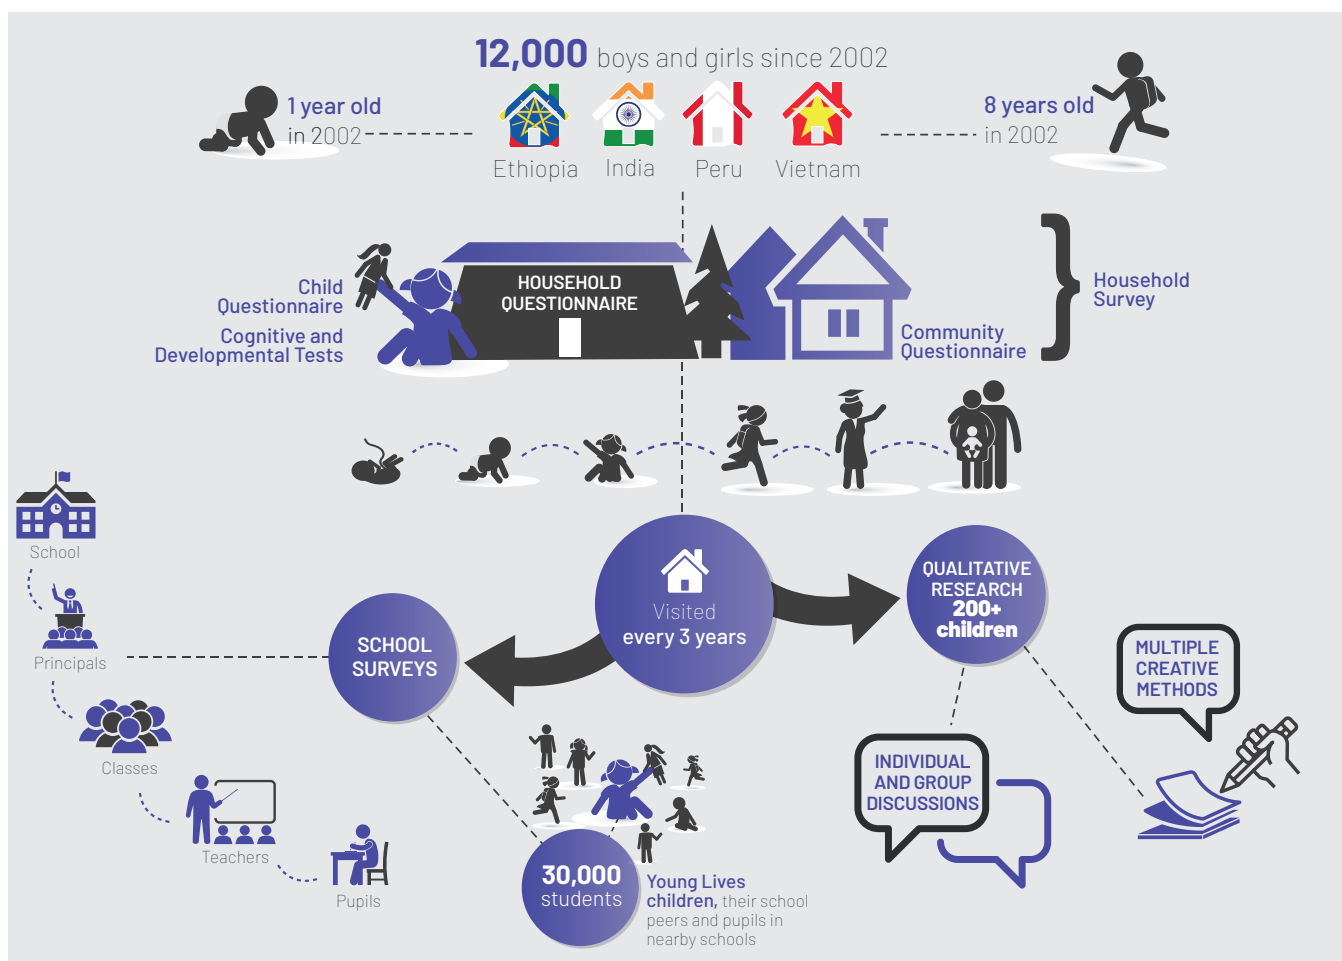 12,000 boys and girls since 2002
1 year old
in 2002
8 years old
in 2002
Ethiopia
India
Peru
Vietnam
Child
Questionnaire
Cognitive and
Developmental Tests
HOUSEHOLD
QUESTIONNAIRE
Community
Questionnaire
Household
Survey
School
Principals
Classes
Teachers
Pupils
SCHOOL
SURVEYS
Visited
every 3 years
QUALITATIVE
RESEARCH
200+
children
MULTIPLE
CREATIVE
METHODS
INDIVIDUAL
AND GROUP
DISCUSSIONS
30,000
students
Young Lives
children, their school
peers and pupils in
nearby schools